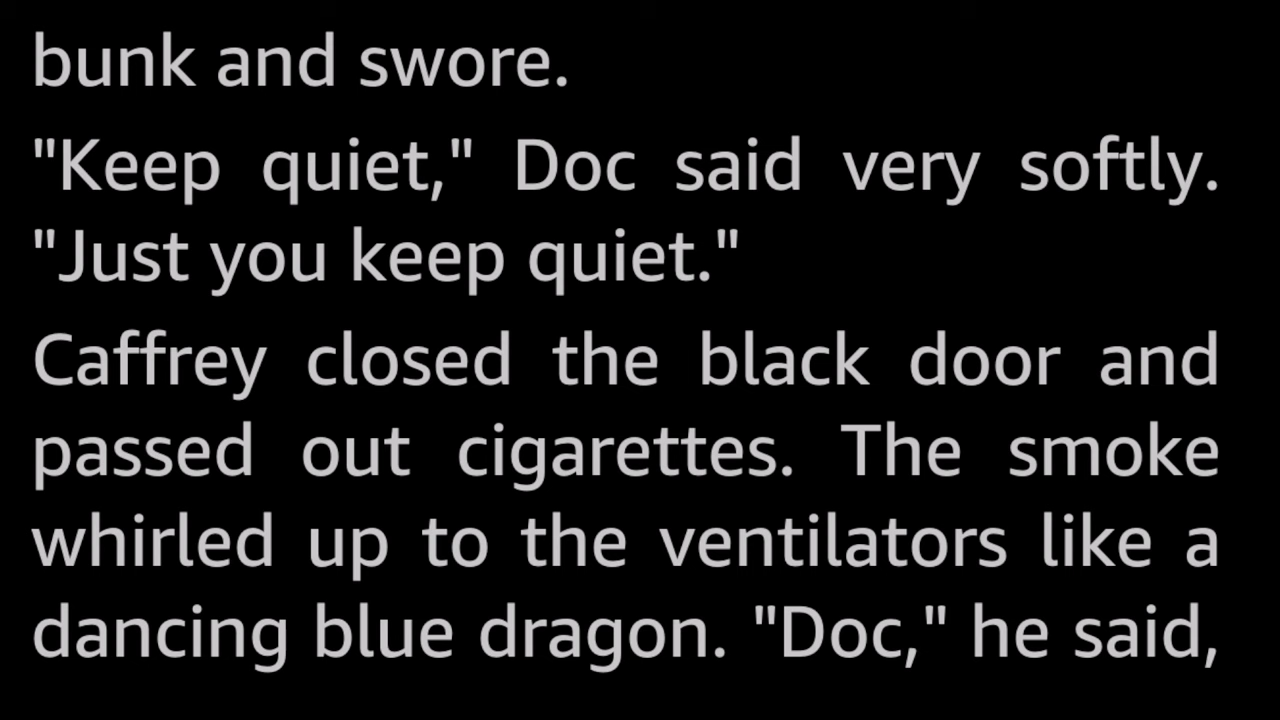 bunk and swore.
"Keep quiet," Doc said very softly.
"Just you keep quiet."
Caffrey closed the black door and
passed out cigarettes. The smoke
whirled up to the ventilators like a
dancing blue dragon. "Doc," he said,